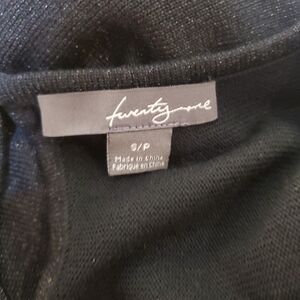 twenty one
S/P
Made in China
Fabriqué en Chine